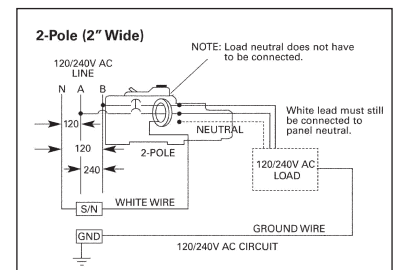 2-Pole (2" Wide)
NOTE: Load neutral does not have
to be connected.
120/240V AC
LINE
N A B
120
120
240
NEUTRAL
2-POLE
White lead must still
be connected to
panel neutral.
120/240V AC
LOAD
S/N
WHITE WIRE
GND
GROUND WIRE
120/240V AC CIRCUIT